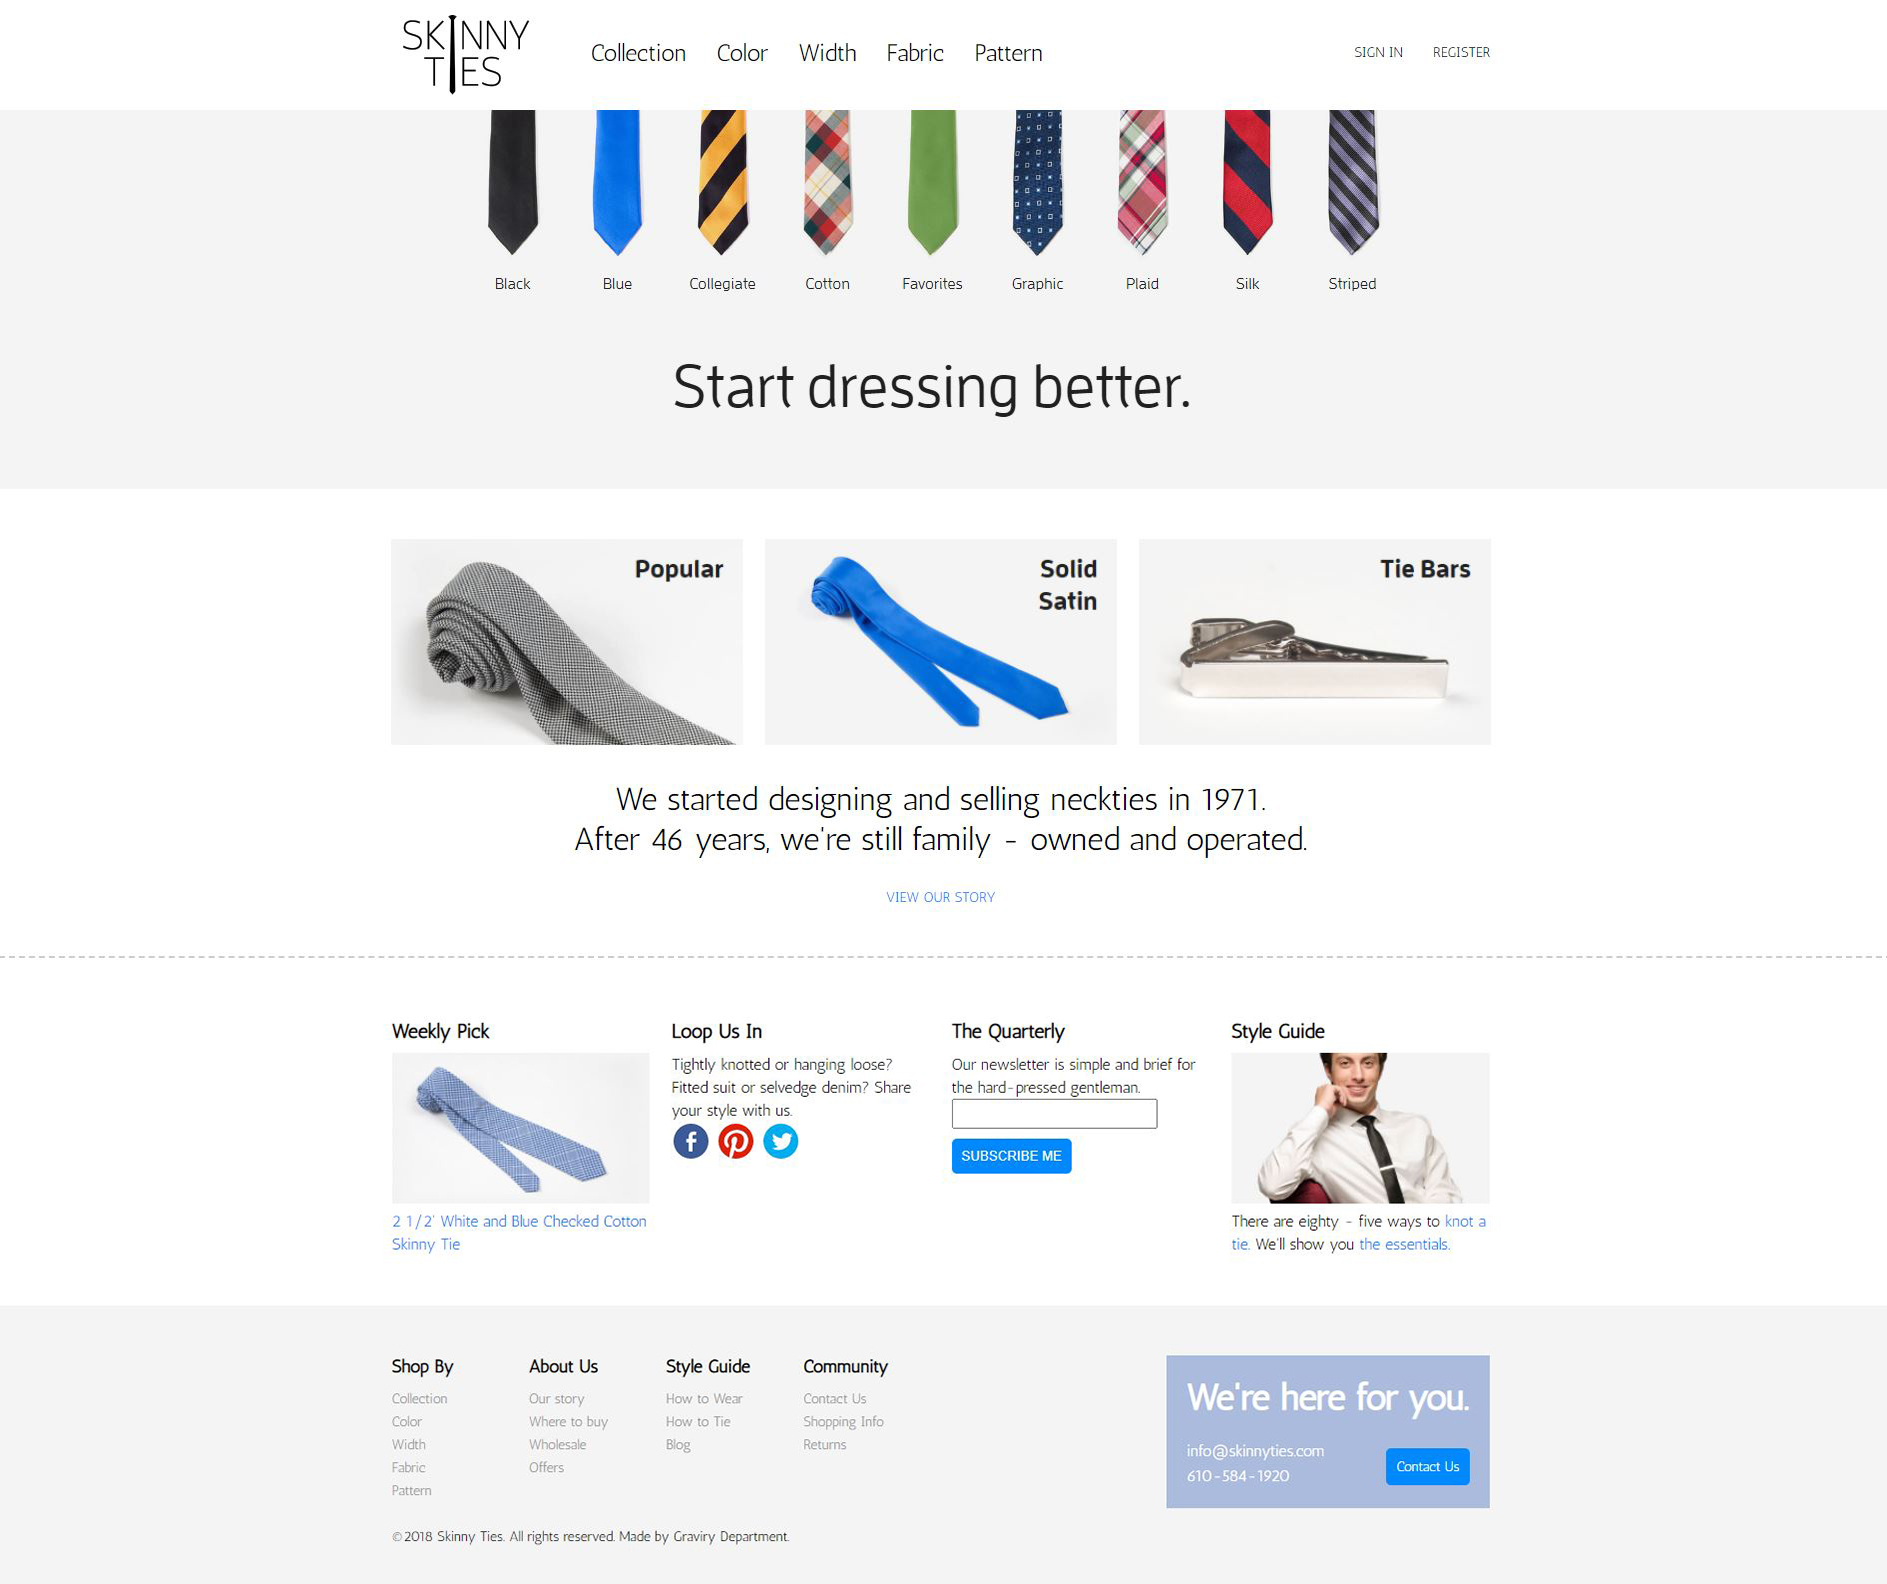 SKINNY
TIES
Collection Color Width Fabric Pattern
SIGN IN REGISTER
Black Blue Collegiate Cotton Favorites Graphic Plaid Silk Striped
Start dressing better.
Popular
Solid
Satin
Tie Bars
We started designing and selling neckties in 1971.
After 46 years, we're still family - owned and operated.
VIEW OUR STORY
Weekly Pick
2 1/2' White and Blue Checked Cotton
Skinny Tie
Loop Us In
Tightly knotted or hanging loose?
Fitted suit or selvedge denim? Share
your style with us.
The Quarterly
Our newsletter is simple and brief for
the hard-pressed gentleman.
SUBSCRIBE ME
Style Guide
There are eighty - five ways to knot a
tie. We'll show you the essentials.
Shop By
Collection
Color
Width
Fabric
Pattern
About Us
Our story
Where to buy
Wholesale
Offers
Style Guide
How to Wear
How to Tie
Blog
Community
Contact Us
Shopping Info
Returns
We're here for you.
info@skinnyties.com
610-584-1920
Contact Us
©2018 Skinny Ties. All rights reserved. Made by Graviry Department.